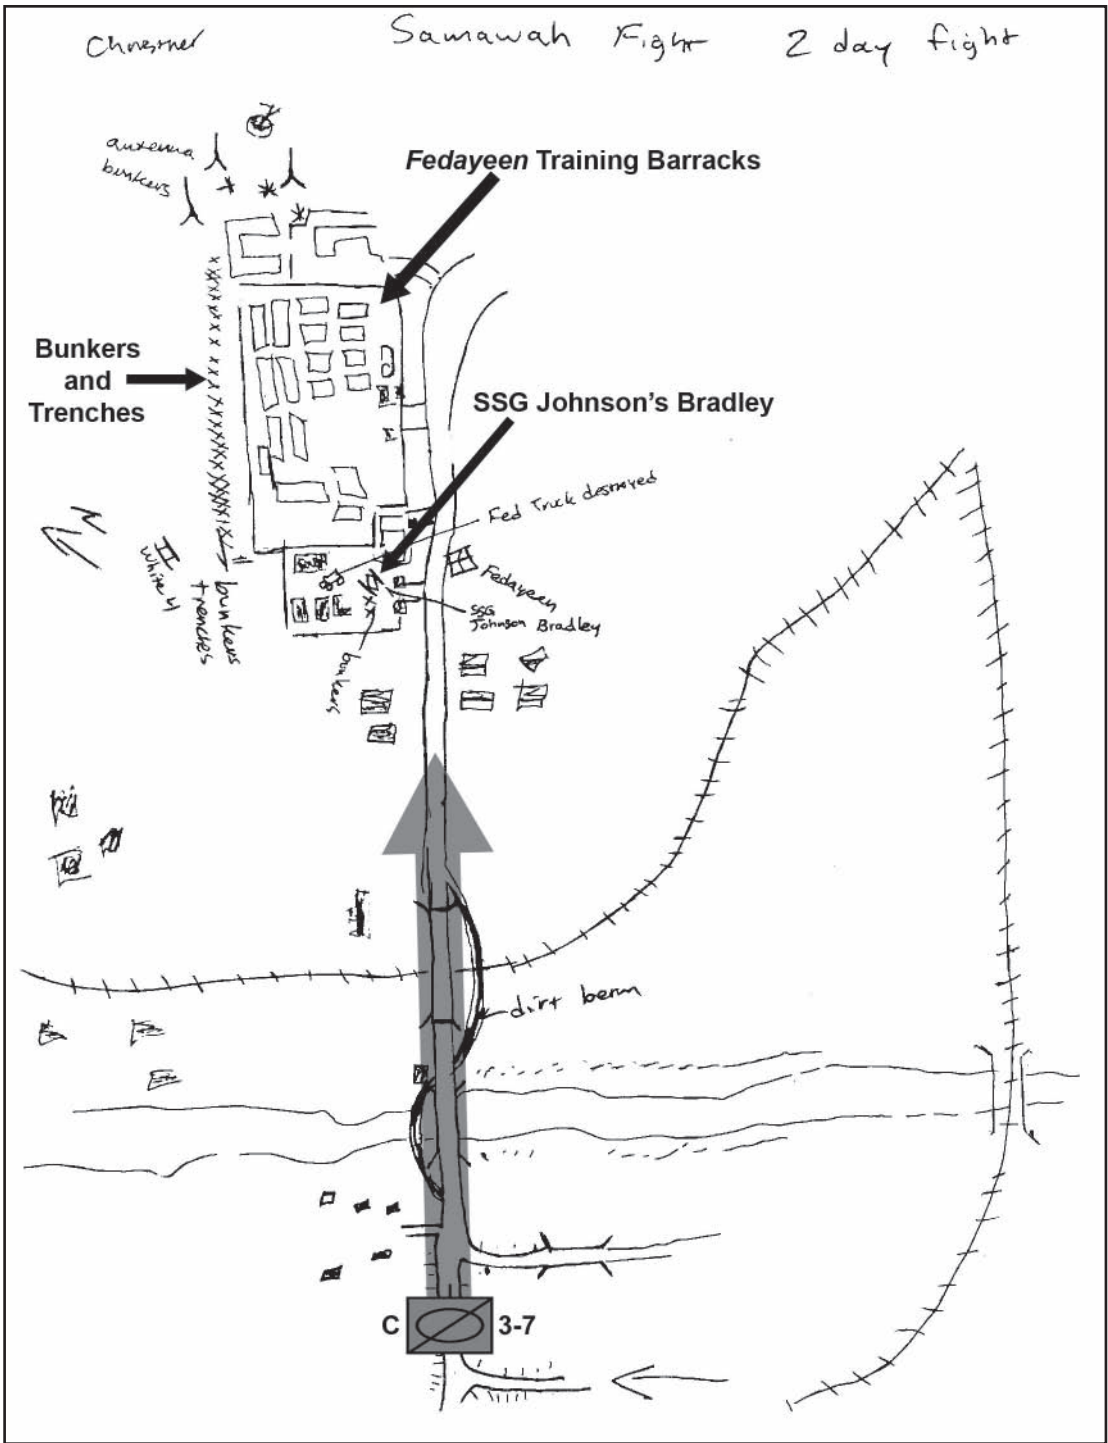 Samawah Fight 2 day fight
antenna
bunkers
Fedayeen Training Barracks
Bunkers
and
Trenches
SSG Johnson's Bradley
Fed Truck destroyed
White 4
bunkers
trenches
Fedayeen
SSG
Johnson Bradley
bunkers
dirt berm
C 3-7